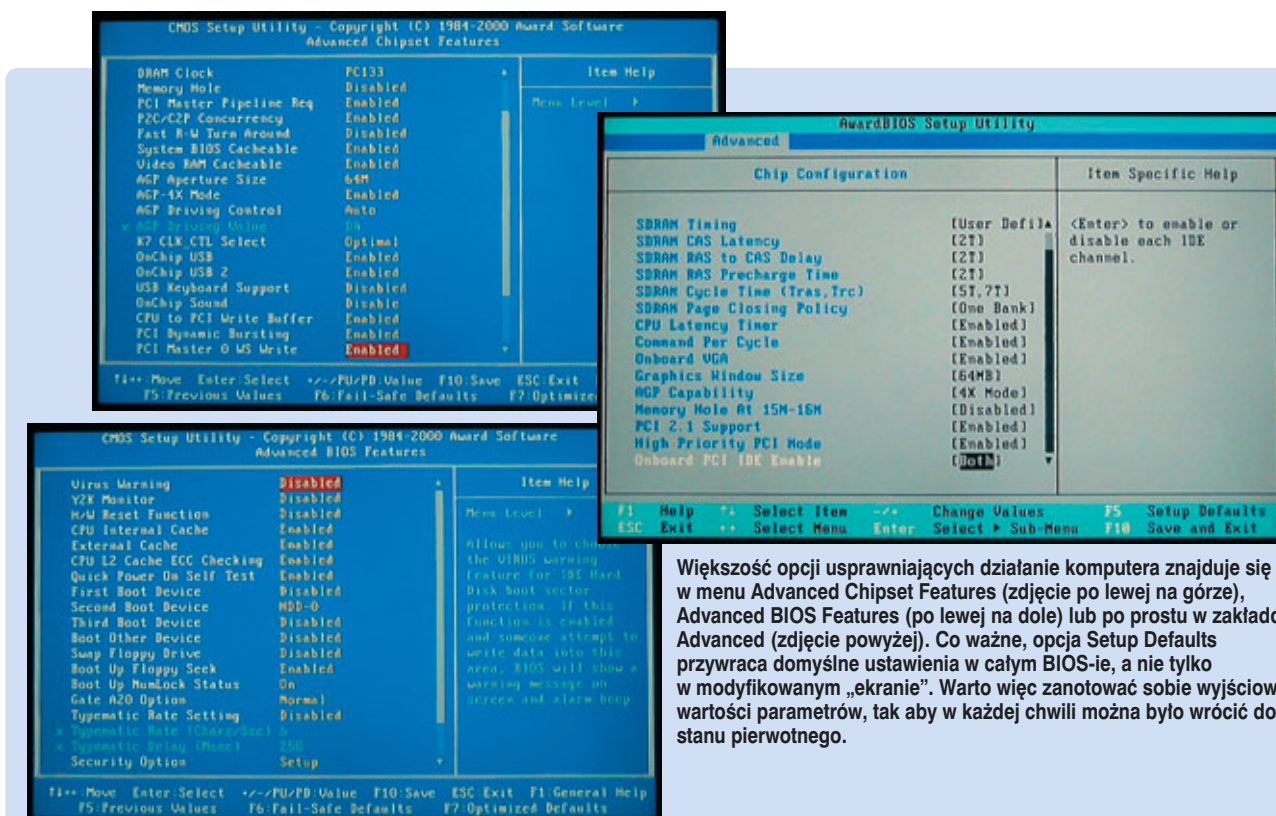 CMOS Setup Utility - Copyright (C) 1984-2000 Award Software
Advanced Chipset Features
DRAM Clock PC133
Memory Hole Disabled
PCI Master Pipeline Req Enabled
P2C/C2P Concurrency Enabled
Fast R-W Turn Around Disabled
System BIOS Cacheable Enabled
Video RAM Cacheable Enabled
AGP Aperture Size 64M
AGP-4X Mode Enabled
AGP Driving Control Auto
x AGP Driving Value DA
K7 CLK_CTL Select Optimal
OnChip USB Enabled
OnChip USB 2 Enabled
USB Keyboard Support Disabled
OnChip Sound Disable
CPU to PCI Write Buffer Enabled
PCI Dynamic Bursting Enabled
PCI Master 0 WS Write Enabled
Item Help
Menu Level
↑↓↔:Move Enter:Select +/-/PU/PD:Value F10:Save ESC:Exit
F5:Previous Values F6:Fail-Safe Defaults F7:Optimize
AwardBIOS Setup Utility
Advanced
Chip Configuration
Item Specific Help
SDRAM Timing [User Defi]
SDRAM CAS Latency [2T]
SDRAM RAS to CAS Delay [2T]
SDRAM RAS Precharge Time [2T]
SDRAM Cycle Time (Tras,Trc) [5T,7T]
SDRAM Page Closing Policy [One Bank]
CPU Latency Timer [Enabled]
Command Per Cycle [Enabled]
Onboard VGA [Enabled]
Graphics Window Size [64MB]
AGP Capability [4X Mode]
Memory Hole At 15M-16M [Disabled]
PCI 2.1 Support [Enabled]
High Priority PCI Mode [Enabled]
Onboard PCI IDE Enable [Both]
<Enter> to enable or
disable each IDE
channel.
F1 Help ↑↓ Select Item -/+ Change Values F5 Setup Defaults
ESC Exit ↔ Select Menu Enter Select ▸ Sub-Menu F10 Save and Exit
CMOS Setup Utility - Copyright (C) 1984-2000 Award Software
Advanced BIOS Features
Virus Warning Disabled
Y2K Monitor Disabled
H/W Reset Function Disabled
CPU Internal Cache Enabled
External Cache Enabled
CPU L2 Cache ECC Checking Enabled
Quick Power On Self Test Enabled
First Boot Device Disabled
Second Boot Device HDD-0
Third Boot Device Disabled
Boot Other Device Disabled
Swap Floppy Drive Disabled
Boot Up Floppy Seek Enabled
Boot Up NumLock Status On
Gate A20 Option Normal
Typematic Rate Setting Disabled
x Typematic Rate (Chars/Sec) 6
x Typematic Delay (Msec) 250
Security Option Setup
Item Help
Menu Level
Allows you to choose
the VIRUS warning
feature for IDE Hard
Disk boot sector
protection. If this
function is enabled
and someone attempt to
write data into this
area, BIOS will show a
warning message on
screen and alarm beep
↑↓↔:Move Enter:Select +/-/PU/PD:Value F10:Save ESC:Exit F1:General Help
F5:Previous Values F6:Fail-Safe Defaults F7:Optimized Defaults
Większość opcji usprawniających działanie komputera znajduje się
w menu Advanced Chipset Features (zdjęcie po lewej na górze),
Advanced BIOS Features (po lewej na dole) lub po prostu w zakładc
Advanced (zdjęcie powyżej). Co ważne, opcja Setup Defaults
przywraca domyślne ustawienia w całym BIOS-ie, a nie tylko
w modyfikowanym „ekranie”. Warto więc zanotować sobie wyjściow
wartości parametrów, tak aby w każdej chwili można było wrócić do
stanu pierwotnego.